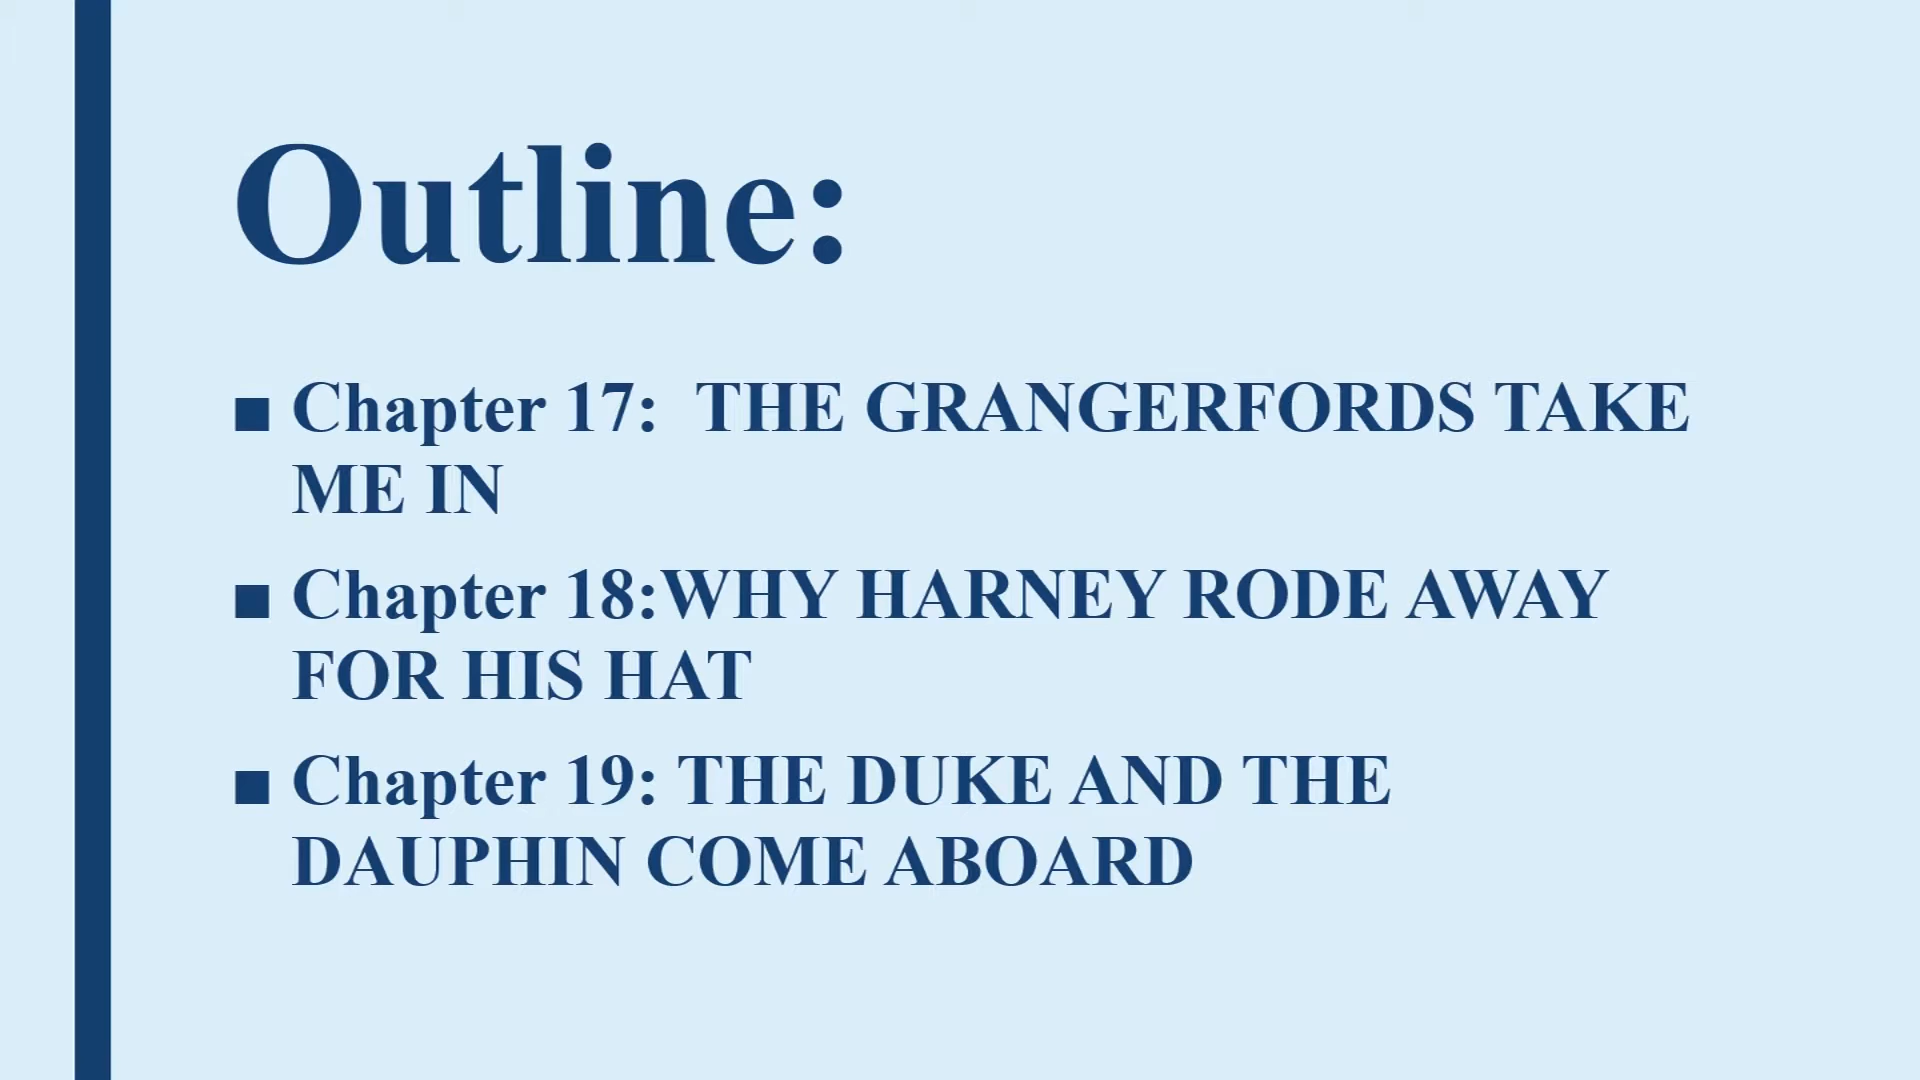 Outline:
■ Chapter 17:  THE GRANGERFORDS TAKE
ME IN
■ Chapter 18:WHY HARNEY RODE AWAY
FOR HIS HAT
■ Chapter 19: THE DUKE AND THE
DAUPHIN COME ABOARD